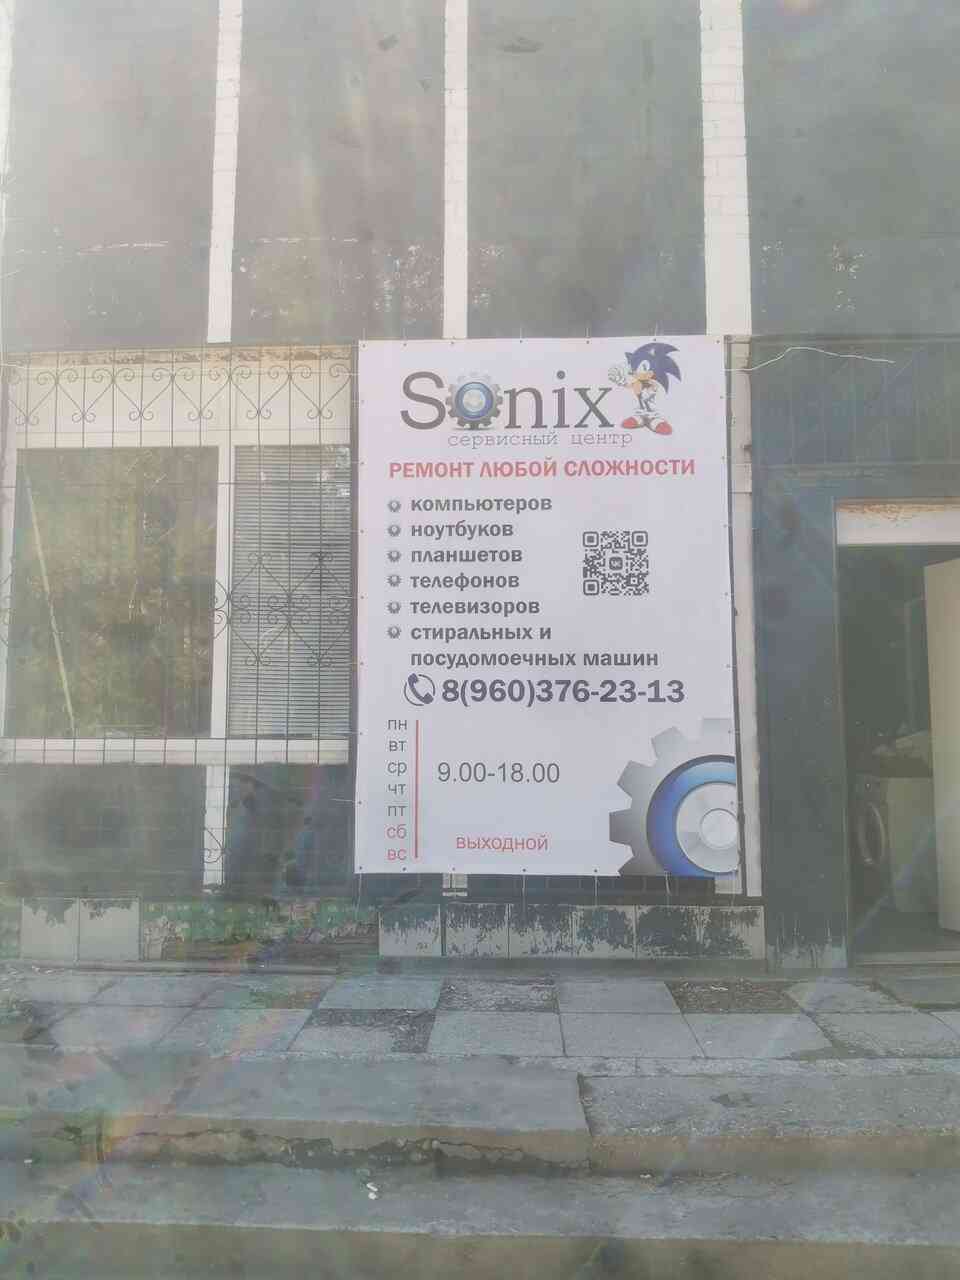 Sonix
сервисный центр
РЕМОНТ ЛЮБОЙ СЛОЖНОСТИ
компьютеров
ноутбуков
планшетов
телефонов
телевизоров
стиральных и
посудомоечных машин
8(960)376-23-13
пн
вт
ср
чт
пт
сб
вс
9.00-18.00
выходной